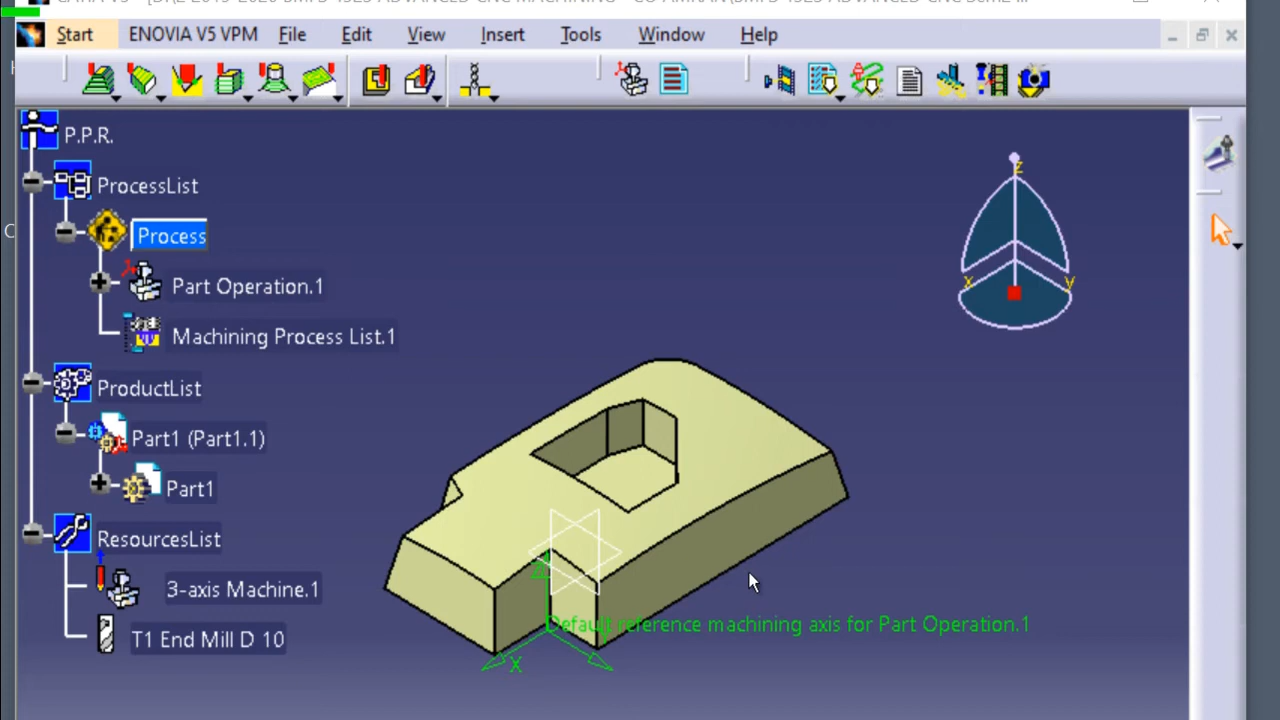 Start ENOVIA V5 VPM File Edit View Insert Tools Window Help
P.P.R.
ProcessList
Process
Part Operation.1
Machining Process List.1
ProductList
Part1 (Part1.1)
Part1
ResourcesList
3-axis Machine.1
T1 End Mill D 10
z
x
y
Default reference machining axis for Part Operation.1
X